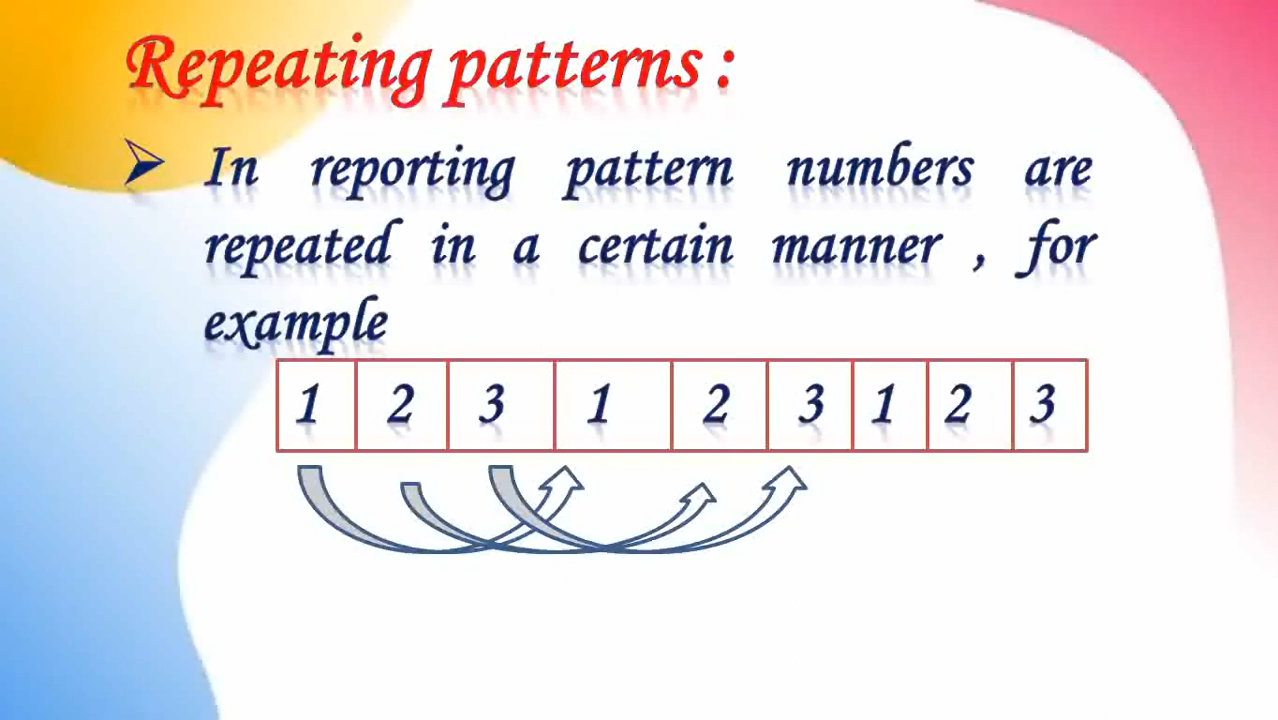 Repeating patterns :
➢ In reporting pattern numbers are
repeated in a certain manner , for
example
1 2 3 1 2 3 1 2 3